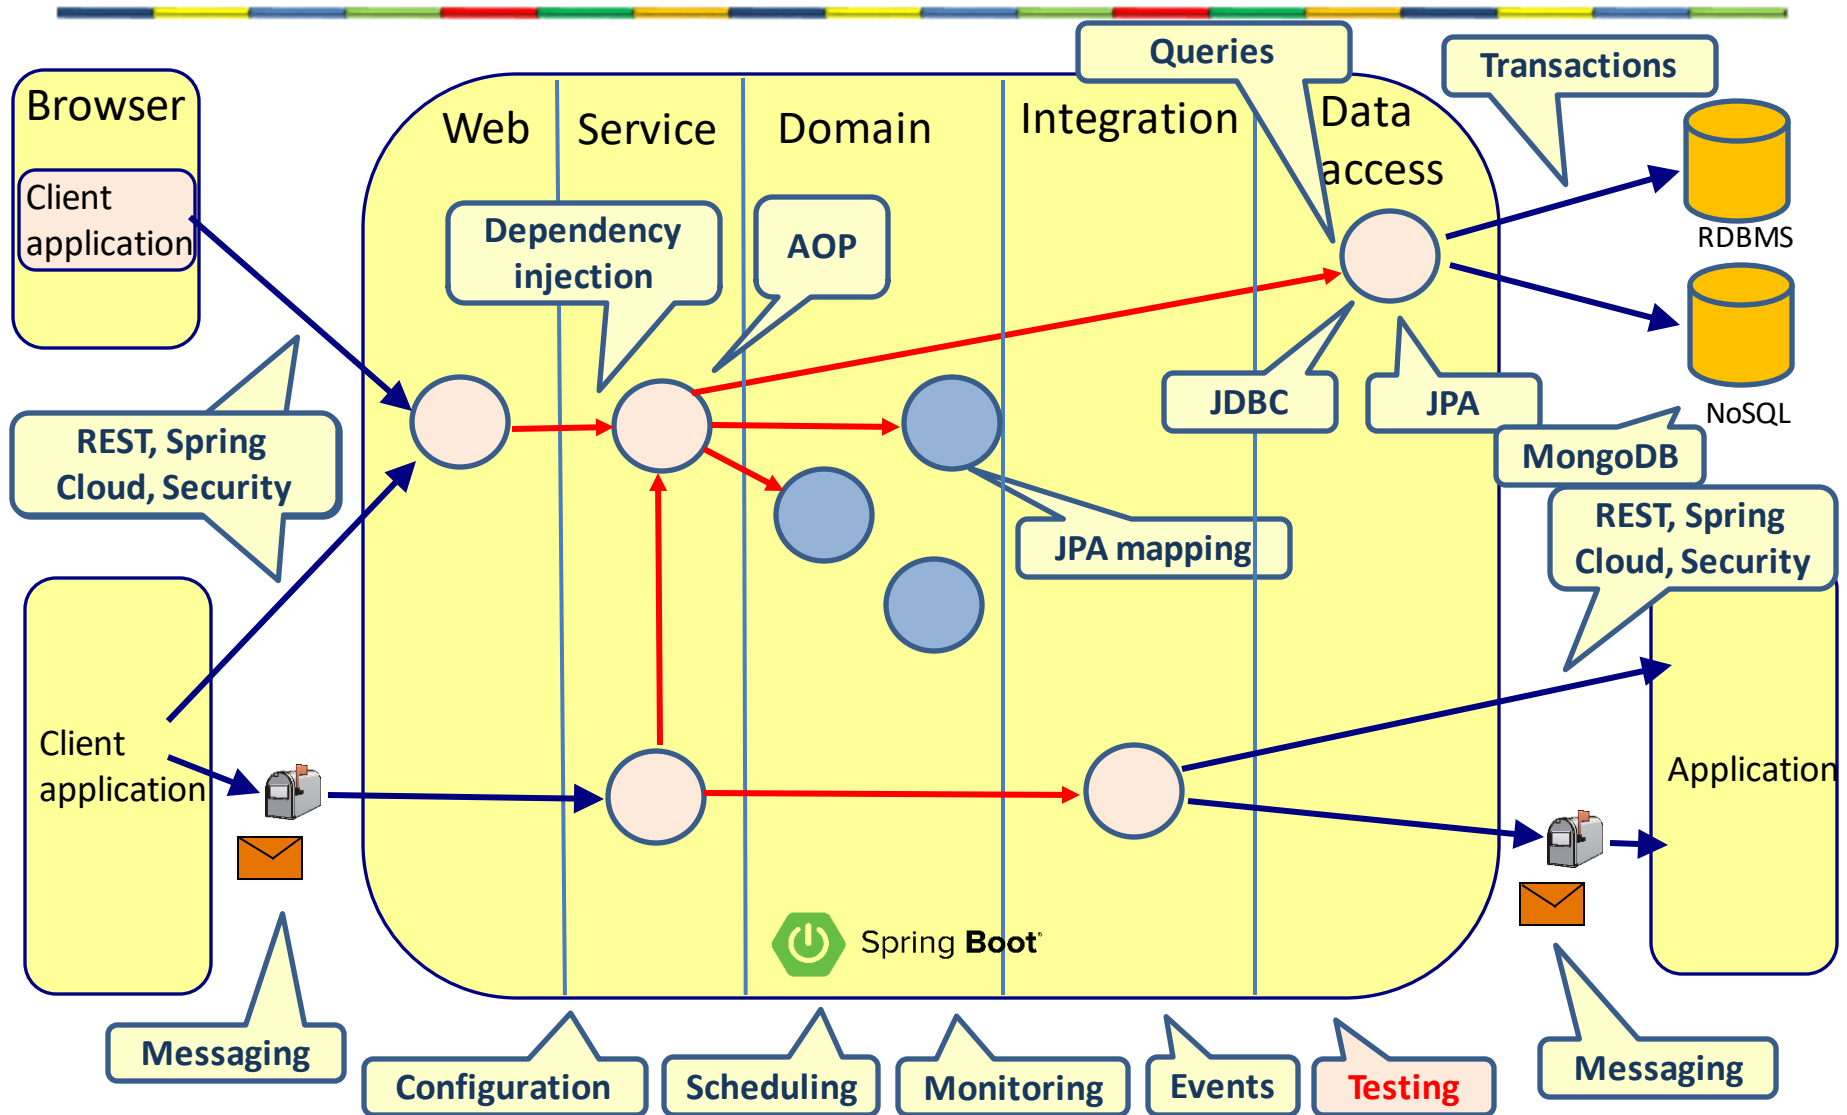 Queries
Transactions
Browser
Web
Service
Domain
Integration
Data
access
Client
application
Dependency
injection
AOP
RDBMS
JDBC
JPA
NoSQL
MongoDB
REST, Spring
Cloud, Security
JPA mapping
REST, Spring
Cloud, Security
Client
application
Application
Spring Boot
Messaging
Configuration
Scheduling
Monitoring
Events
Testing
Messaging